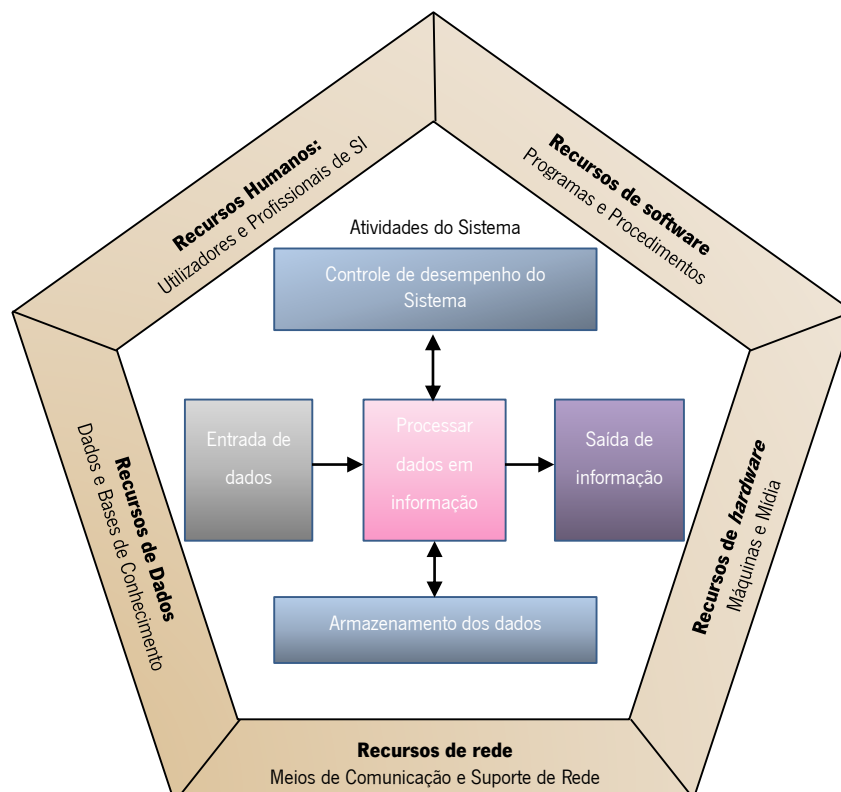 Recursos Humanos:
Utilizadores e Profissionais de SI
Recursos de software
Programas e Procedimentos
Atividades do Sistema
Controle de desempenho do
Sistema
Entrada de
dados
Processar
dados em
informação
Saída de
informação
Armazenamento dos dados
Recursos de Dados
Dados e Bases de Conhecimento
Recursos de hardware
Máquinas e Mídia
Recursos de rede
Meios de Comunicação e Suporte de Rede